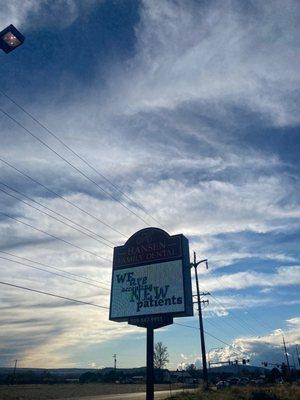 HANSEN
FAMILY DENTAL
WE are
accepting
NEW
patients